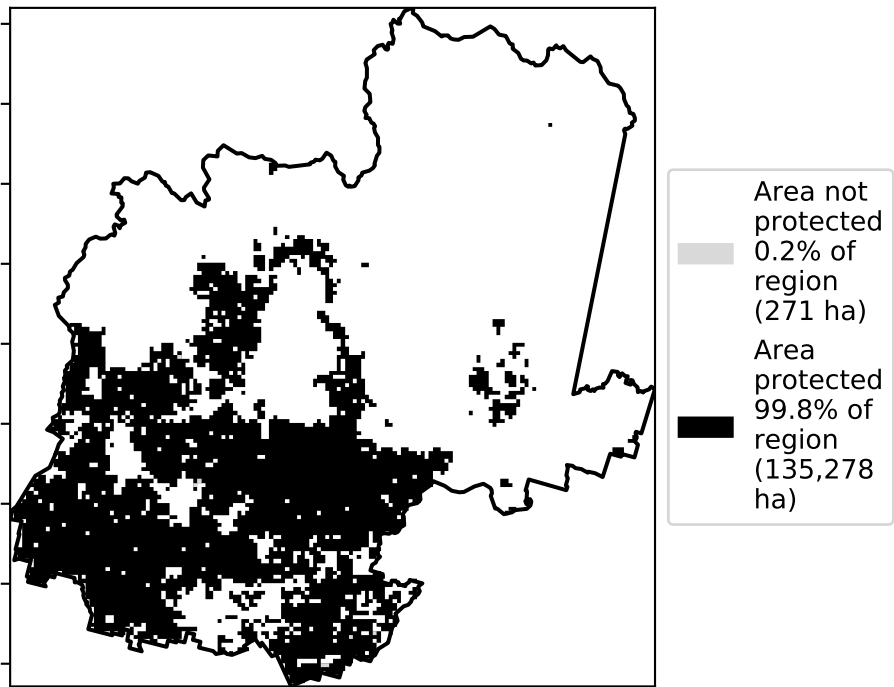 Area not
protected
0.2% of
region
(271 ha)
Area
protected
99.8% of
region
(135,278
ha)